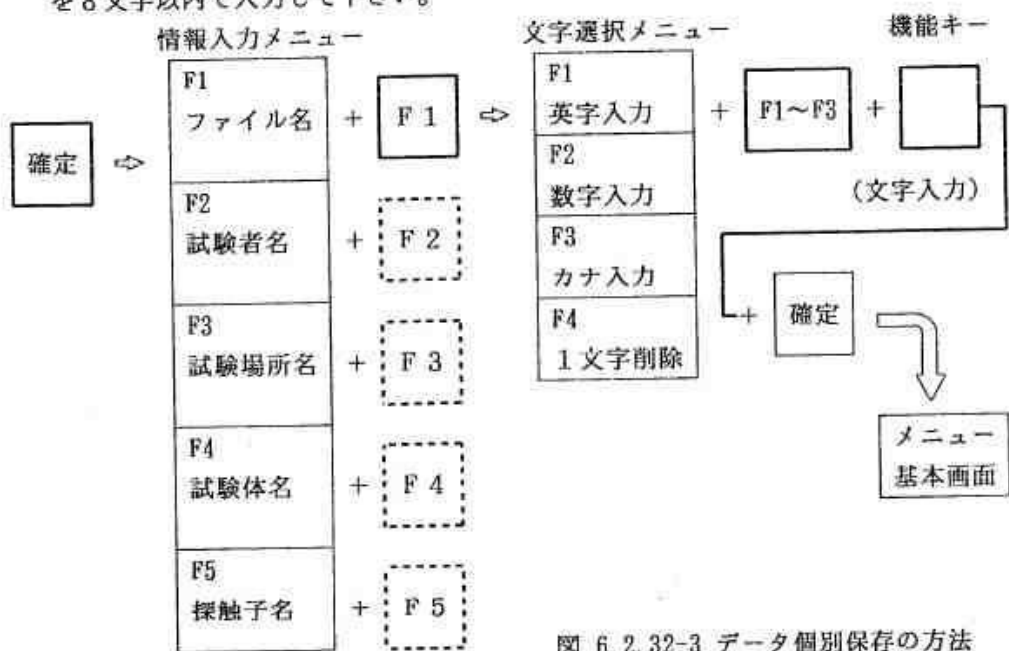 を8文字以内で入力して下さい。
情報入力メニュー
文字選択メニュー
機能キー
確定
⇨
F1
ファイル名
+
F 1
⇨
F1
英字入力
+
F1～F3
+
F2
数字入力
(文字入力)
F2
試験者名
+
F 2
F3
カナ入力
+
確定
F4
1文字削除
F3
試験場所名
+
F 3
メニュー
基本画面
F4
試験体名
+
F 4
F5
探触子名
+
F 5
図 6.2.32-3 データ個別保存の方法